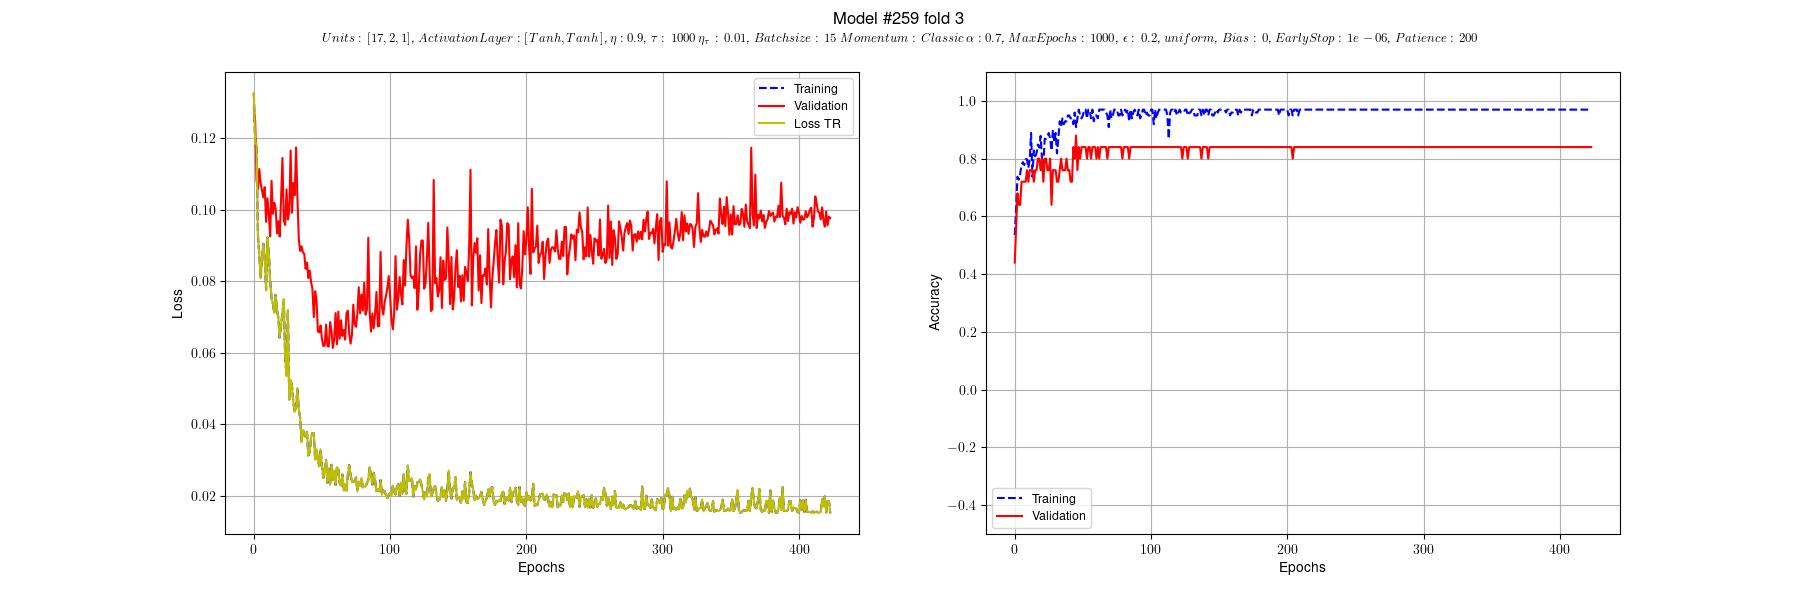 Model #259 fold 3
Units : [17, 2, 1], ActivationLayer : [Tanh, Tanh], η : 0.9, τ : 1000 η_τ : 0.01, Batchsize : 15 Momentum : Classic α : 0.7, MaxEpochs : 1000, ϵ : 0.2, uniform, Bias : 0, EarlyStop : 1e − 06, Patience : 200
Training
Validation
Loss TR
0.12
0.10
0.08
0.06
0.04
0.02
Loss
0 100 200 300 400
Epochs
1.0
0.8
0.6
0.4
0.2
0.0
−0.2
−0.4
Accuracy
Training
Validation
0 100 200 300 400
Epochs